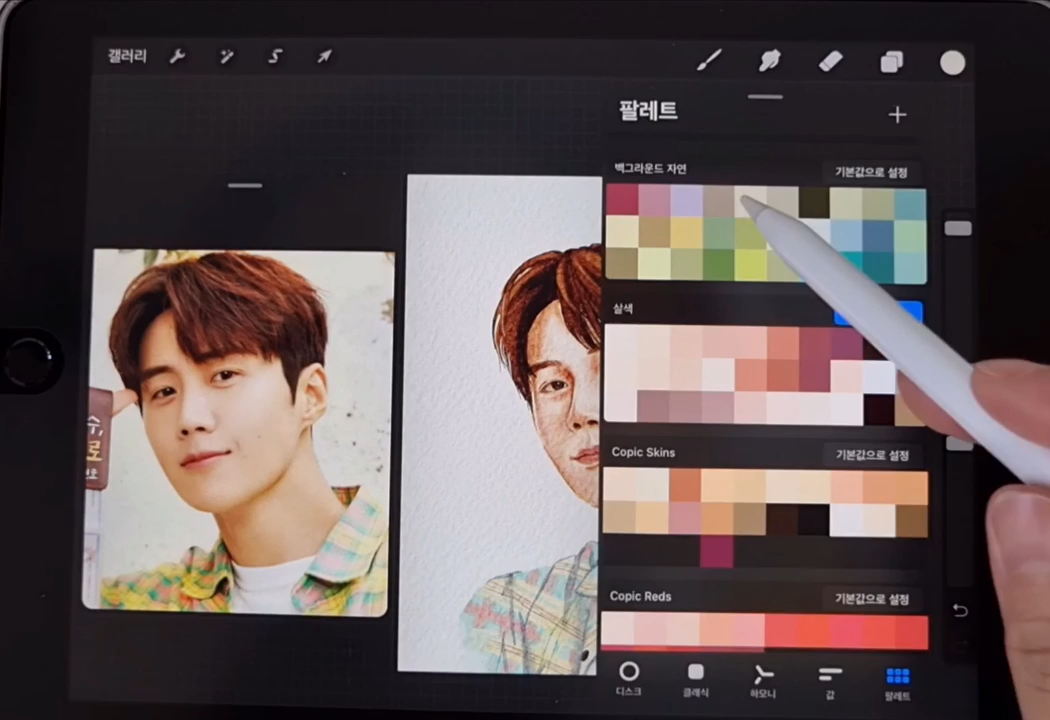 갤러리
팔레트
백그라운드 자연
기본값으로 설정
살색
Copic Skins
기본값으로 설정
Copic Reds
기본값으로 설정
디스크
클래식
하모니
값
팔레트
수,
로